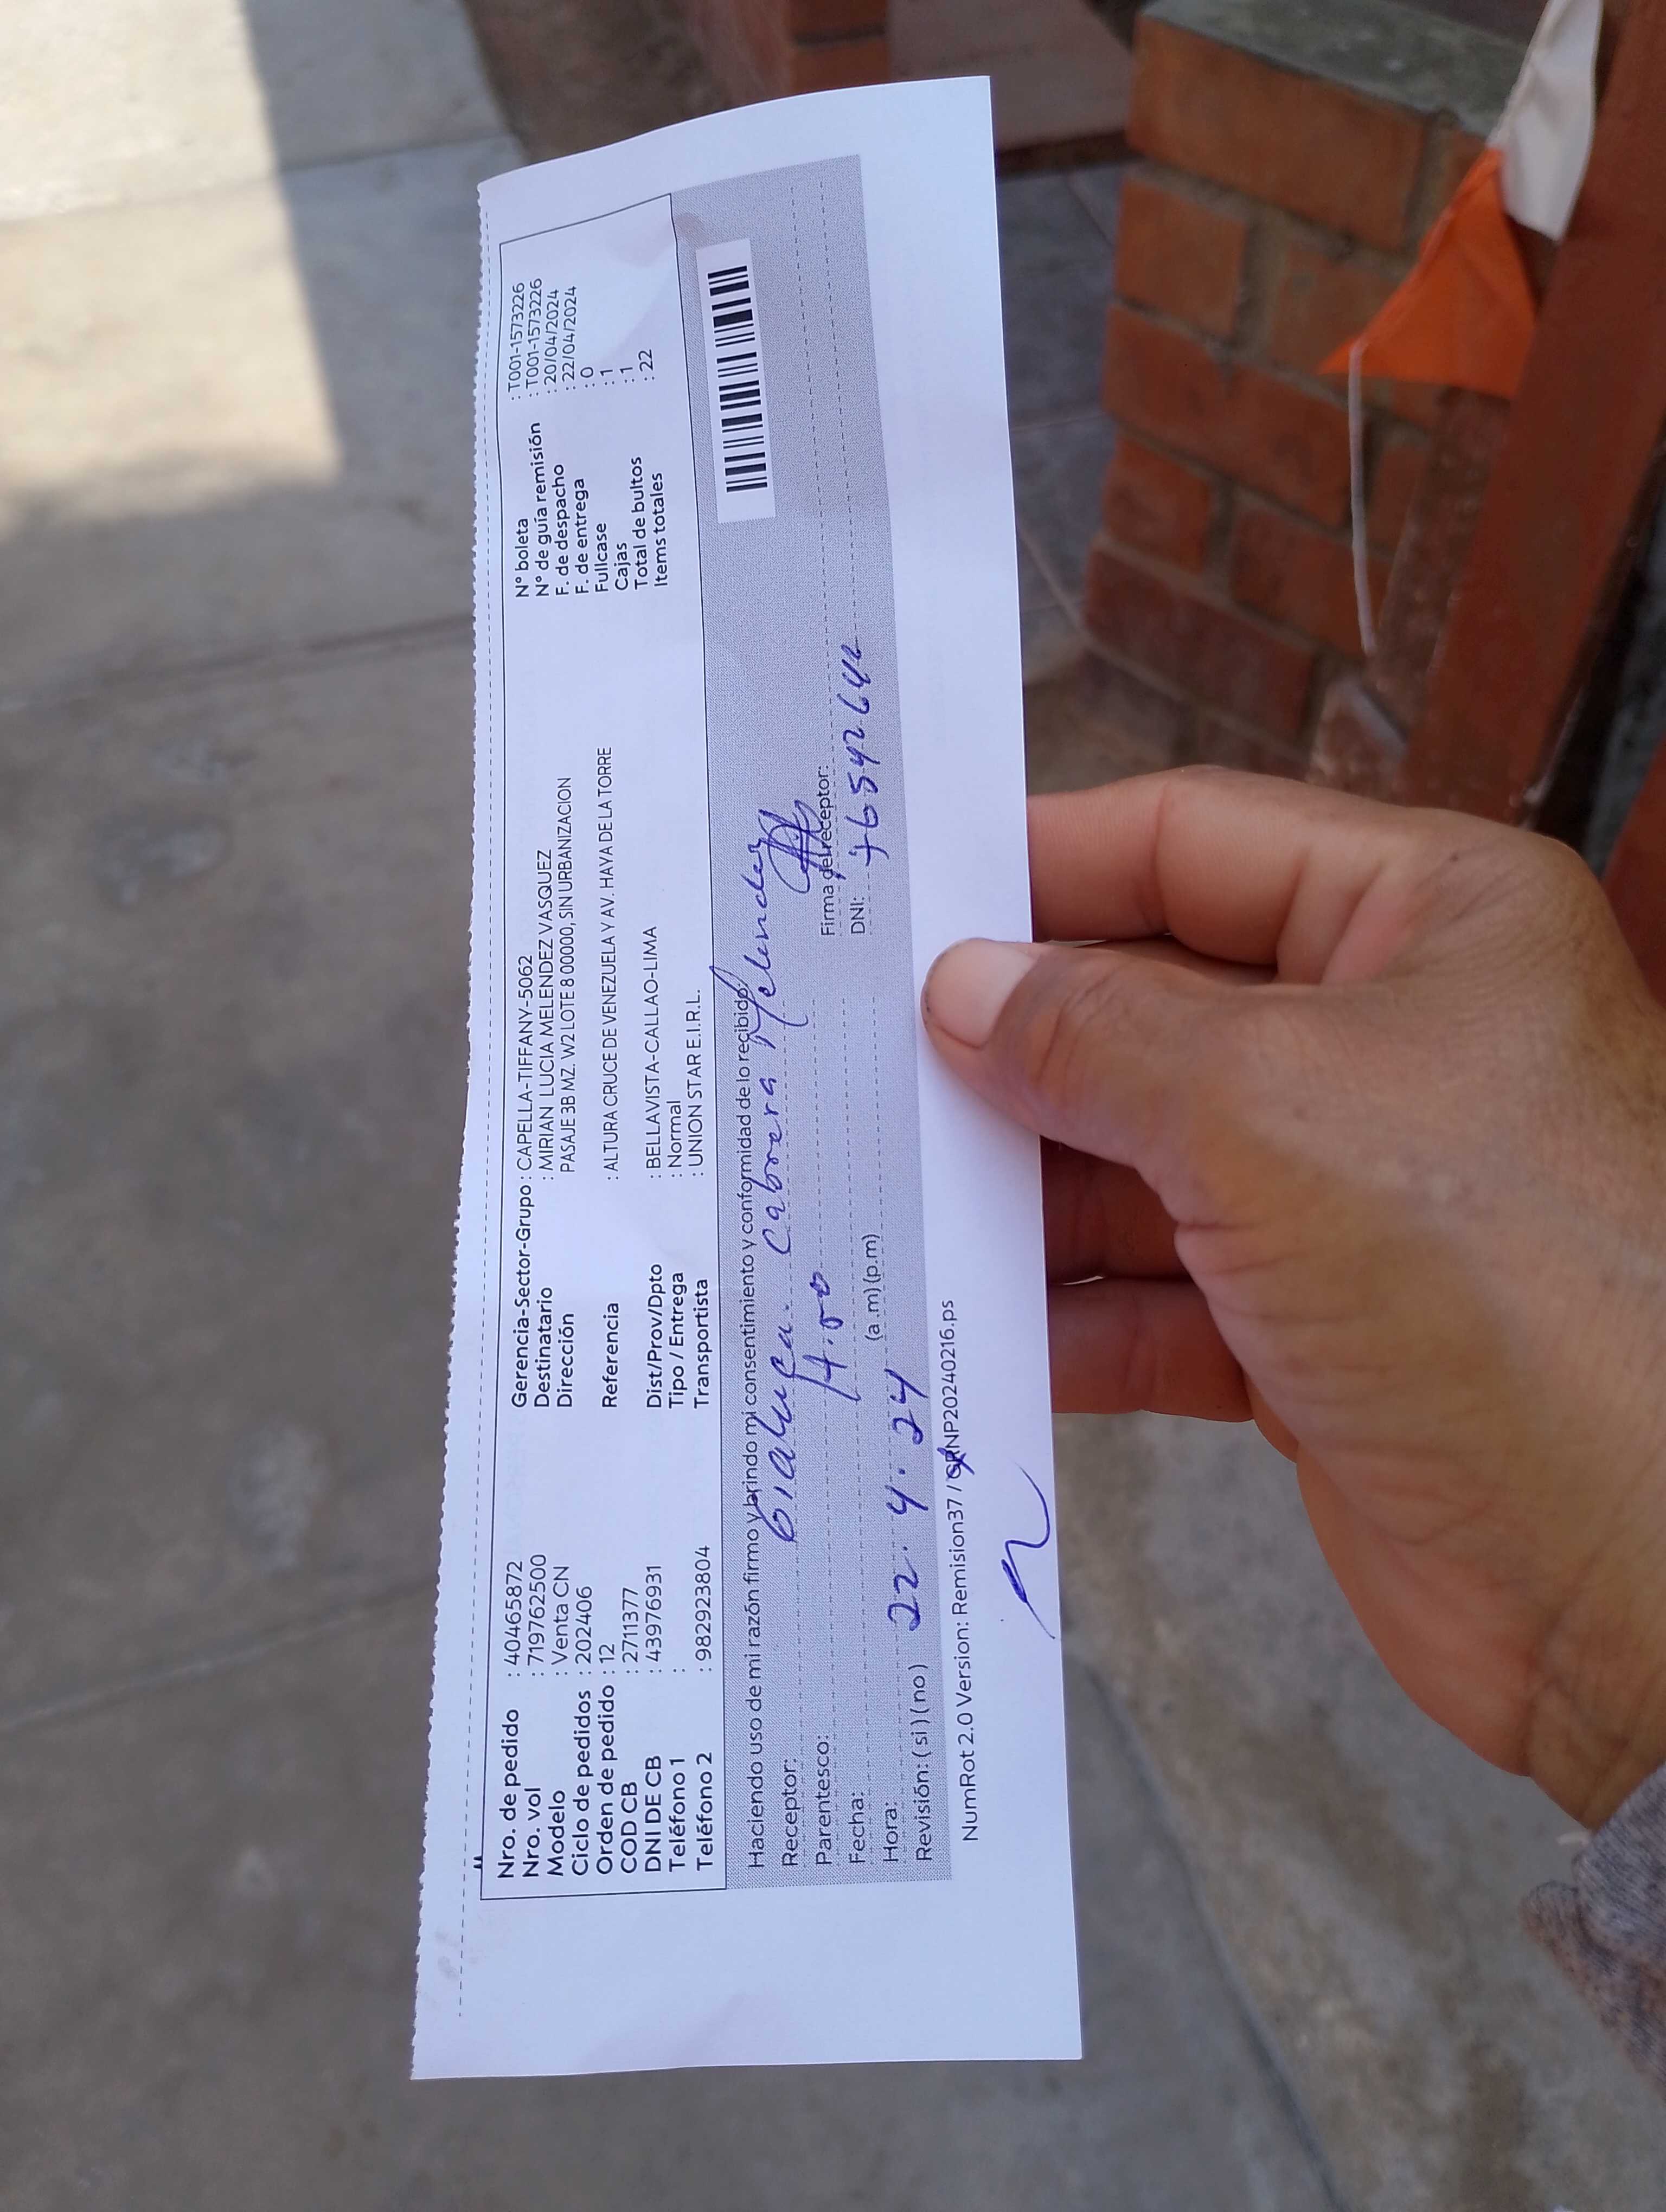 Nro. de pedido : 40465872
Nro. vol : 719762500
Modelo : Venta CN
Ciclo de pedidos : 202406
Orden de pedido : 12
COD CB : 2711377
DNI DE CB : 43976931
Teléfono 1 :
Teléfono 2 : 982923804
Gerencia-Sector-Grupo : CAPELLA-TIFFANY-5062
Destinatario : MIRIAN LUCIA MELENDEZ VASQUEZ
Dirección PASAJE 3B MZ. W2 LOTE 8 00000, SIN URBANIZACION
Referencia : ALTURA CRUCE DE VENEZUELA Y AV. HAYA DE LA TORRE
Dist/Prov/Dpto : BELLAVISTA-CALLAO-LIMA
Tipo / Entrega : Normal
Transportista : UNION STAR E.I.R.L.
N° boleta : T001-1573226
N° de guía remisión : T001-1573226
F. de despacho : 20/04/2024
F. de entrega : 22/04/2024
Fullcase : 0
Cajas : 1
Total de bultos : 1
Items totales : 22
Haciendo uso de mi razón firmo y brindo mi consentimiento y conformidad de lo recibido:
Receptor: Cabrera Melendez
Parentesco: Firma del receptor:
Fecha: DNI:
Hora: 22.4.24 (a.m) (p.m)
Revisión: ( si ) ( no )
NumRot 2.0 Version: Remision37 / GRNP20240216.ps